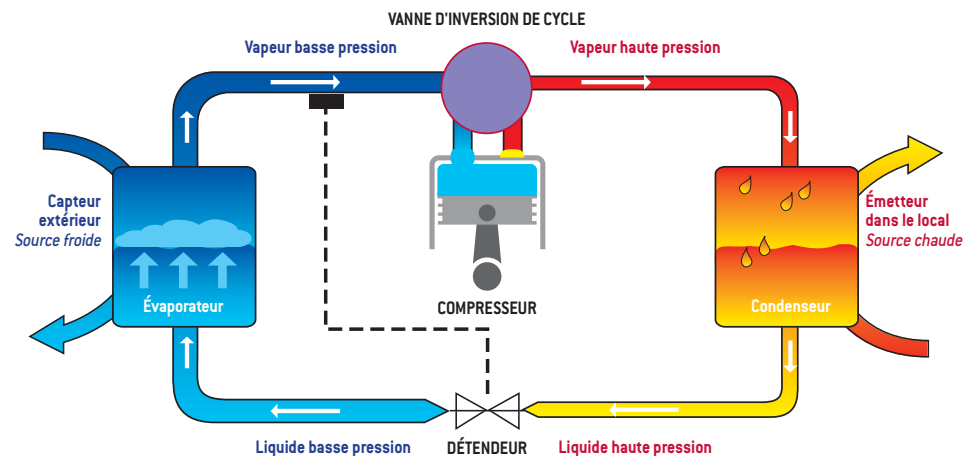 VANNE D'INVERSION DE CYCLE
Vapeur basse pression
Vapeur haute pression
Capteur
extérieur
Source froide
Émetteur
dans le local
Source chaude
Évaporateur
COMPRESSEUR
Condenseur
Liquide basse pression
DÉTENDEUR
Liquide haute pression